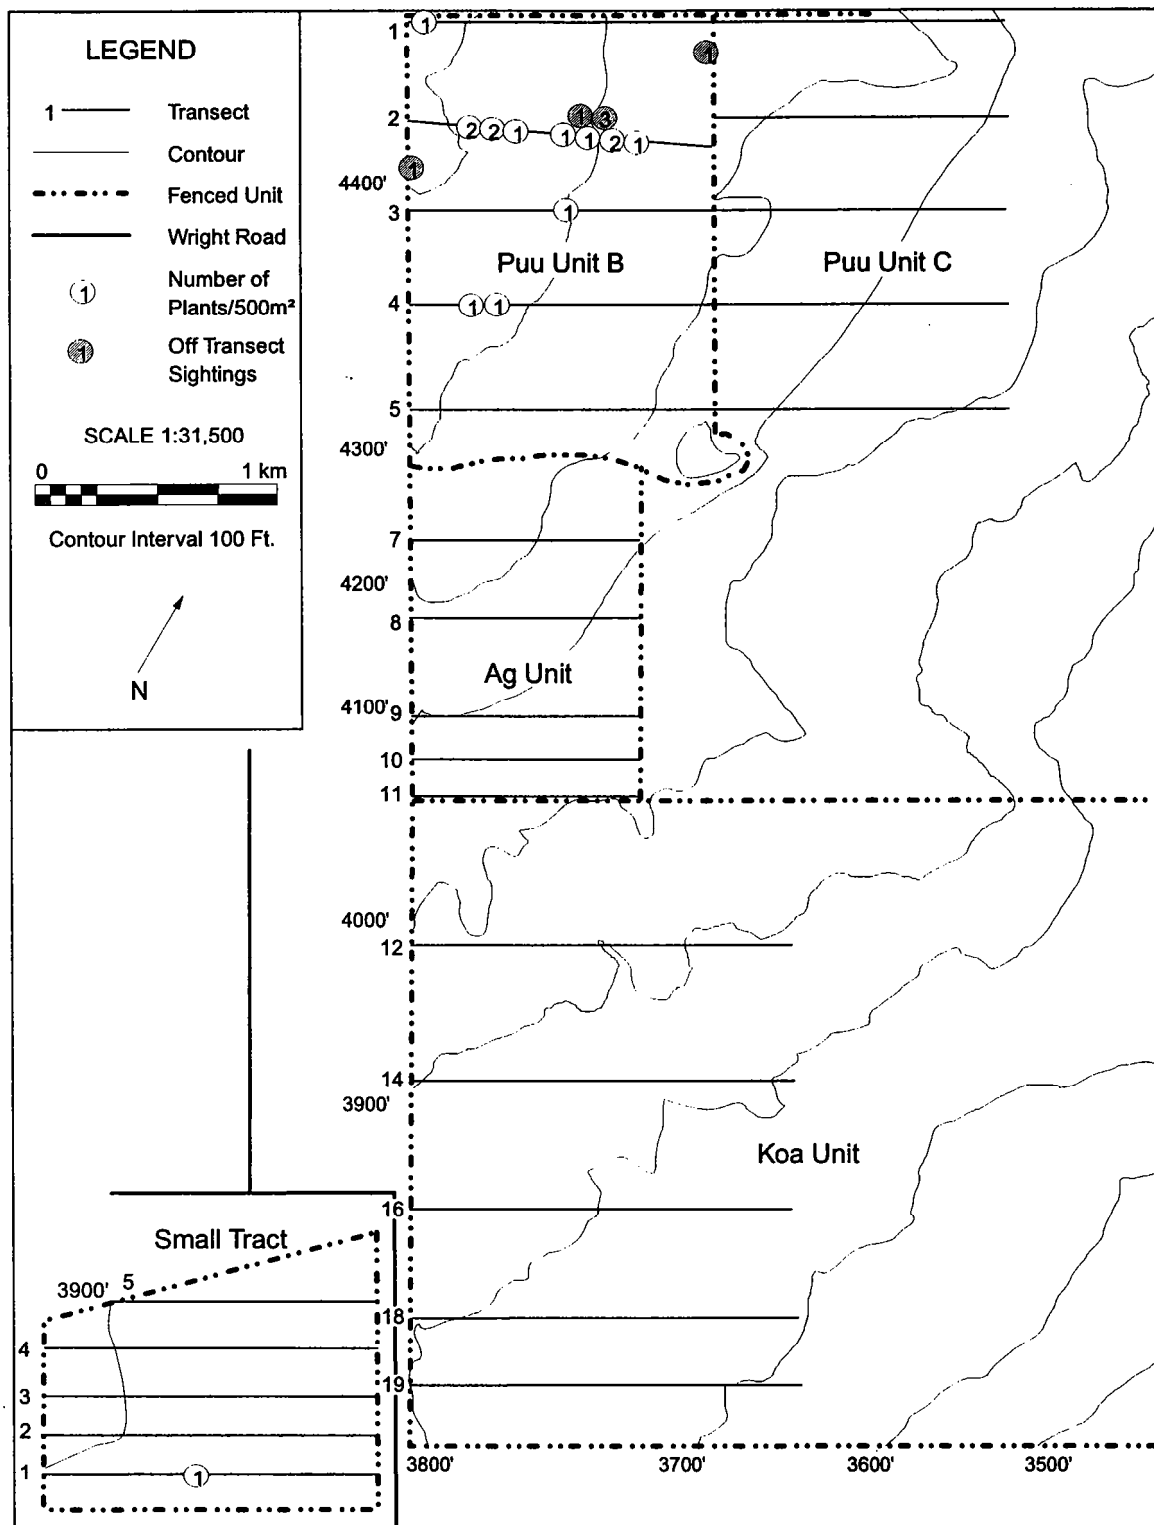 LEGEND
1 Transect
Contour
Fenced Unit
Wright Road
1 Number of
Plants/500m²
1 Off Transect
Sightings
SCALE 1:31,500
0 1 km
Contour Interval 100 Ft.
N
1 1
1
2 1 3
2 2 1 1 1 2 1
1
4400'
3 1
Puu Unit B Puu Unit C
4 1 1
5
4300'
7
4200'
8
Ag Unit
4100' 9
10
11
4000'
12
14
3900'
Koa Unit
16
Small Tract
3900' 5
18
4
19
3
2
1 1
3800' 3700' 3600' 3500'